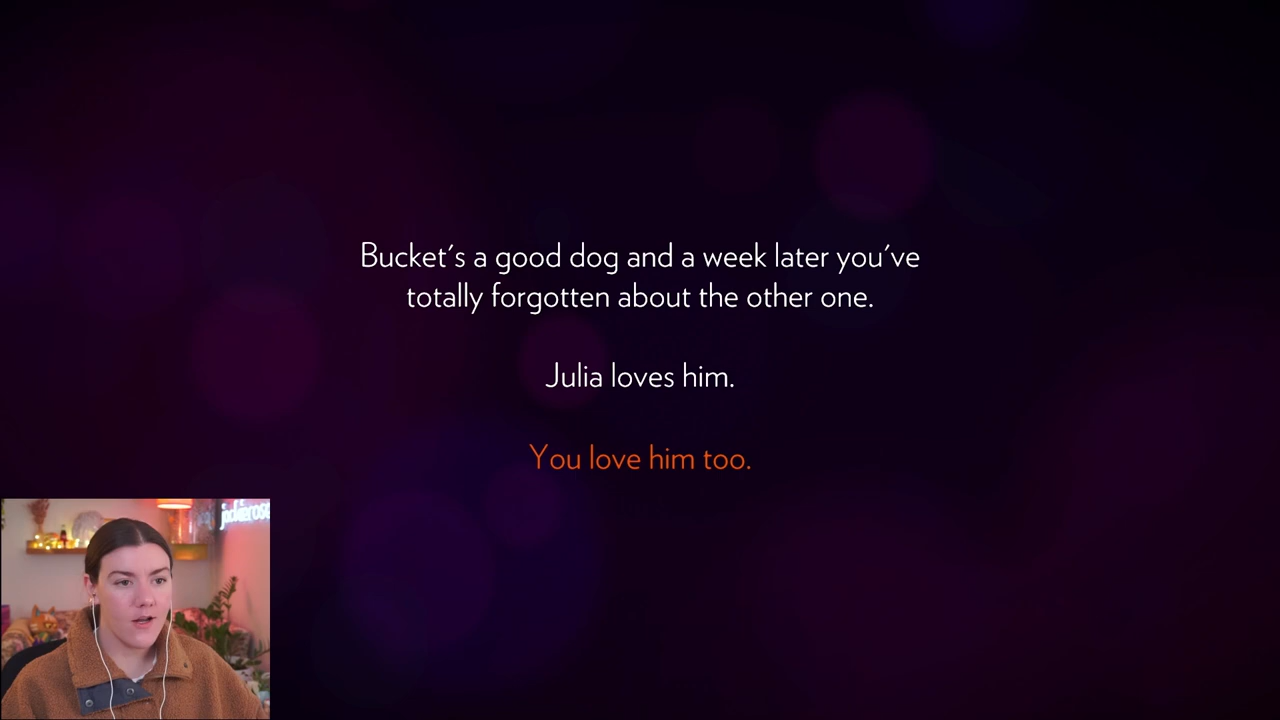 Bucket's a good dog and a week later you've
totally forgotten about the other one.
Julia loves him.
You love him too.